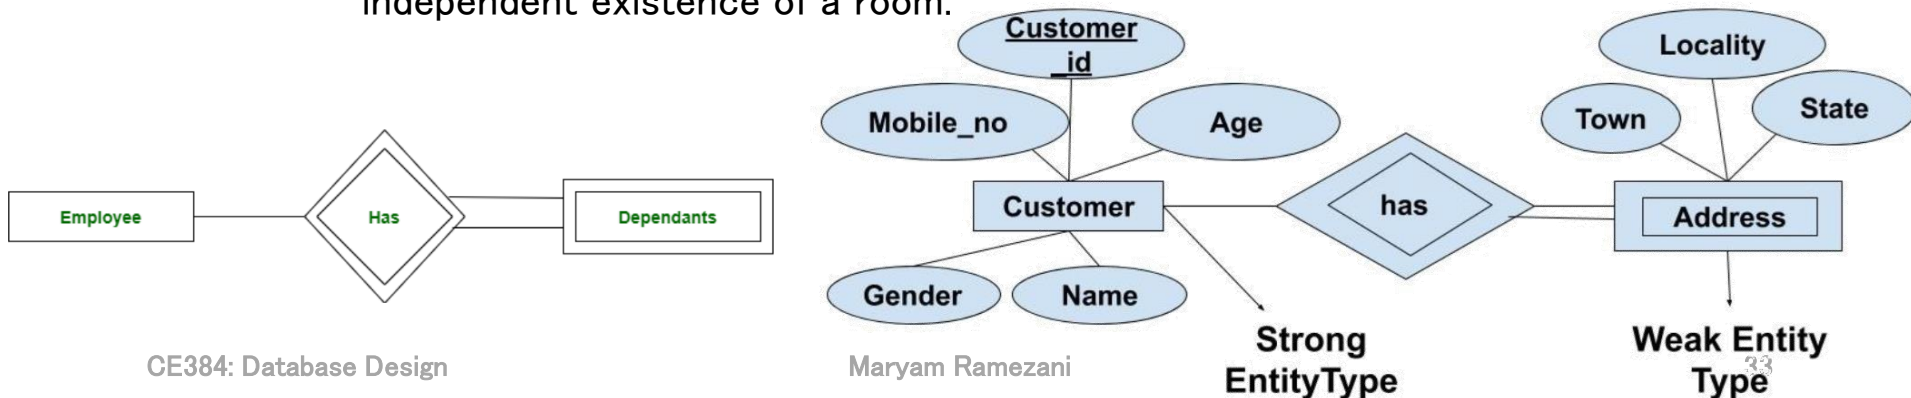 independent existence of a room.
Employee
Has
Dependants
Customer
_id
Mobile_no
Age
Customer
Gender
Name
has
Locality
Town
State
Address
Strong
EntityType
Weak Entity
Type
CE384: Database Design
Maryam Ramezani
33